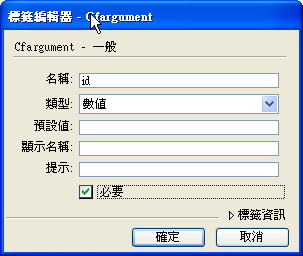 標籤編輯器 - Cfargument
Cfargument - 一般
名稱: id
類型: 數值
預設值:
顯示名稱:
提示:
必要
標籤資訊
確定 取消